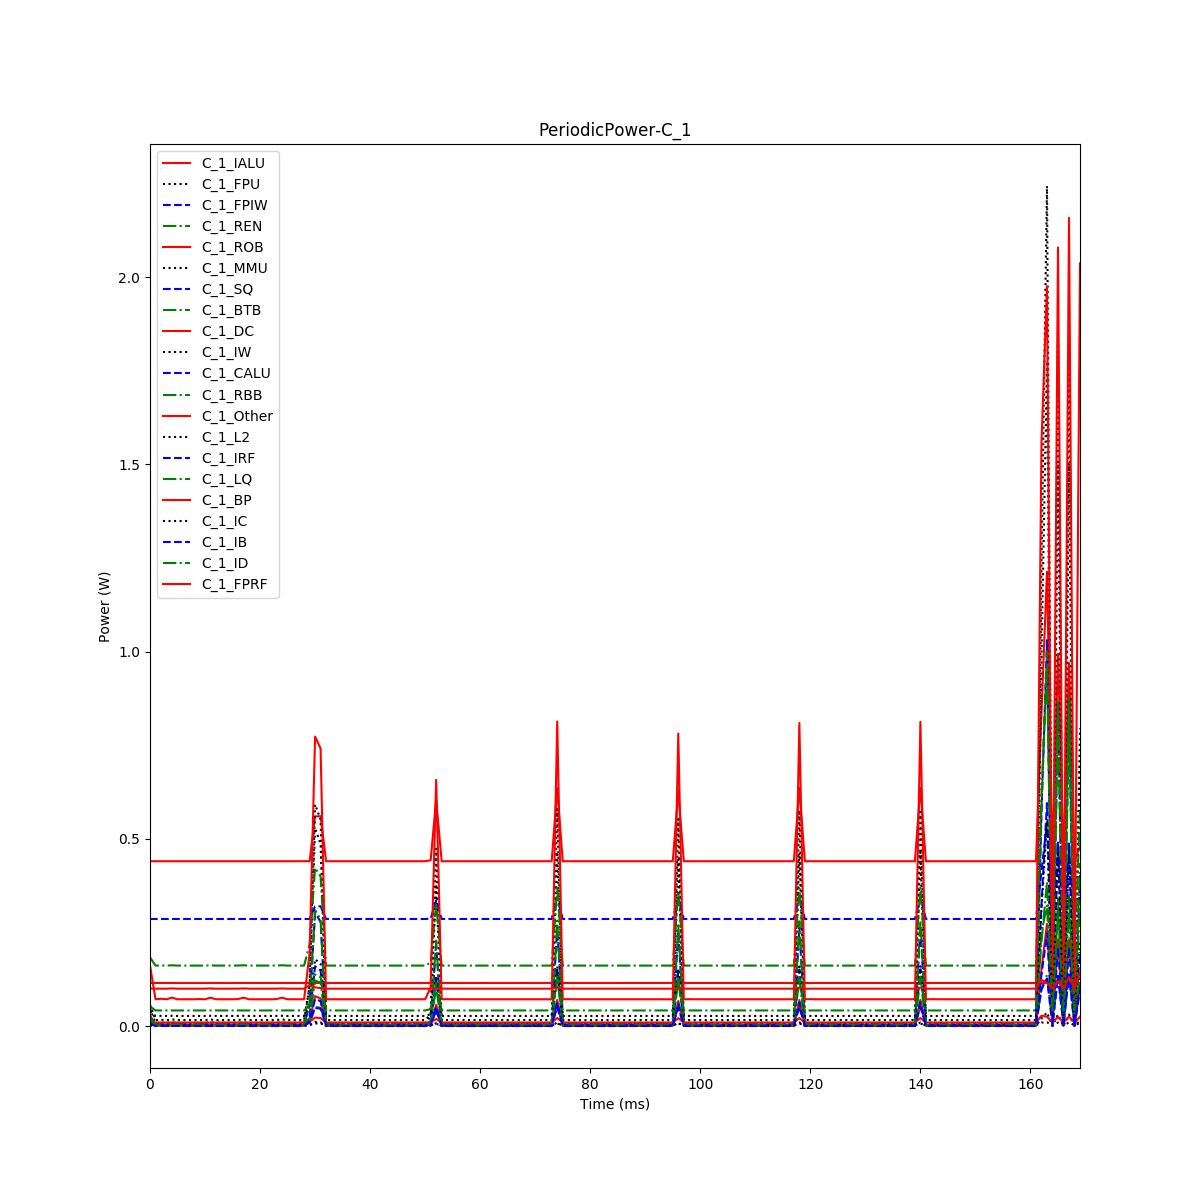 PeriodicPower-C_1
C_1_IALU
C_1_FPU
C_1_FPIW
C_1_REN
C_1_ROB
C_1_MMU
C_1_SQ
C_1_BTB
C_1_DC
C_1_IW
C_1_CALU
C_1_RBB
C_1_Other
C_1_L2
C_1_IRF
C_1_LQ
C_1_BP
C_1_IC
C_1_IB
C_1_ID
C_1_FPRF
2.0
1.5
1.0
0.5
0.0
Power (W)
0 20 40 60 80 100 120 140 160
Time (ms)